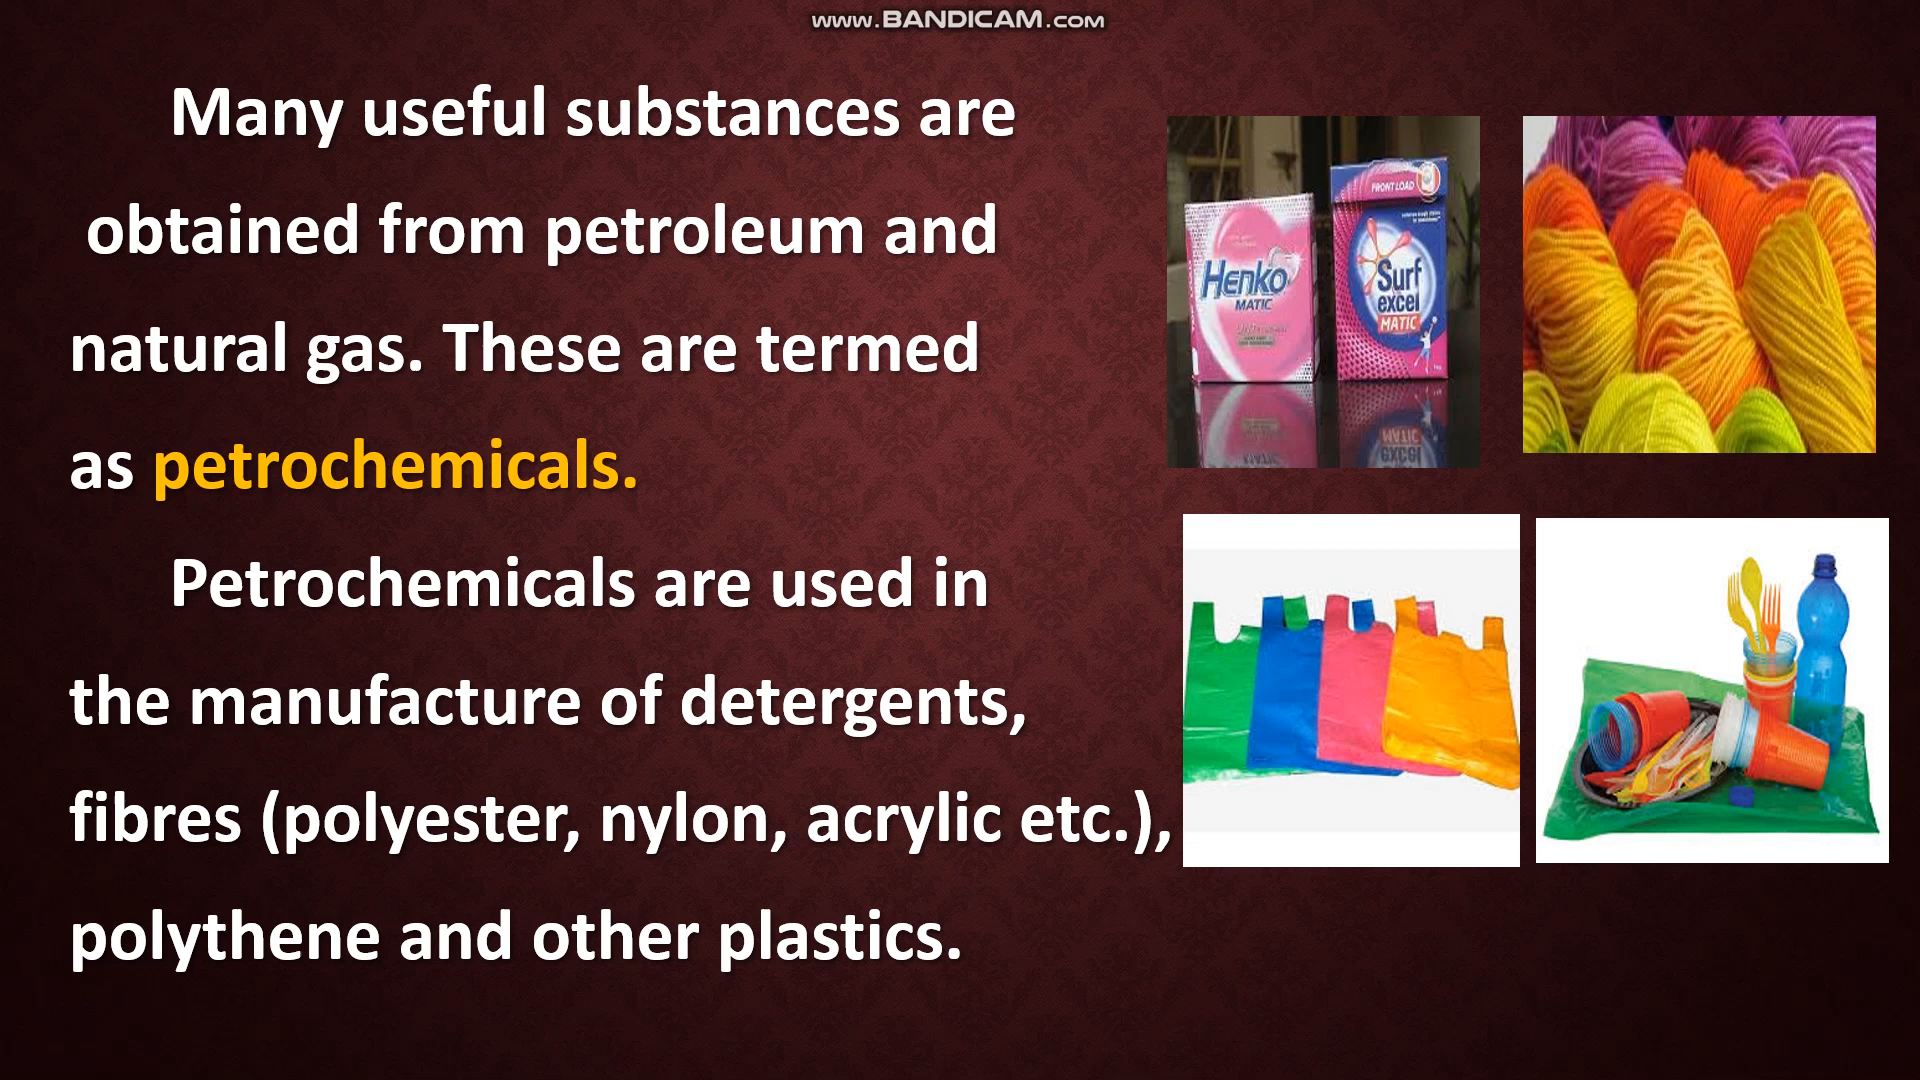 www.BANDICAM.com
Many useful substances are
obtained from petroleum and
natural gas. These are termed
as petrochemicals.
Petrochemicals are used in
the manufacture of detergents,
fibres (polyester, nylon, acrylic etc.),
polythene and other plastics.
FRONT LOAD
Henko
MATIC
Surf
excel
MATIC